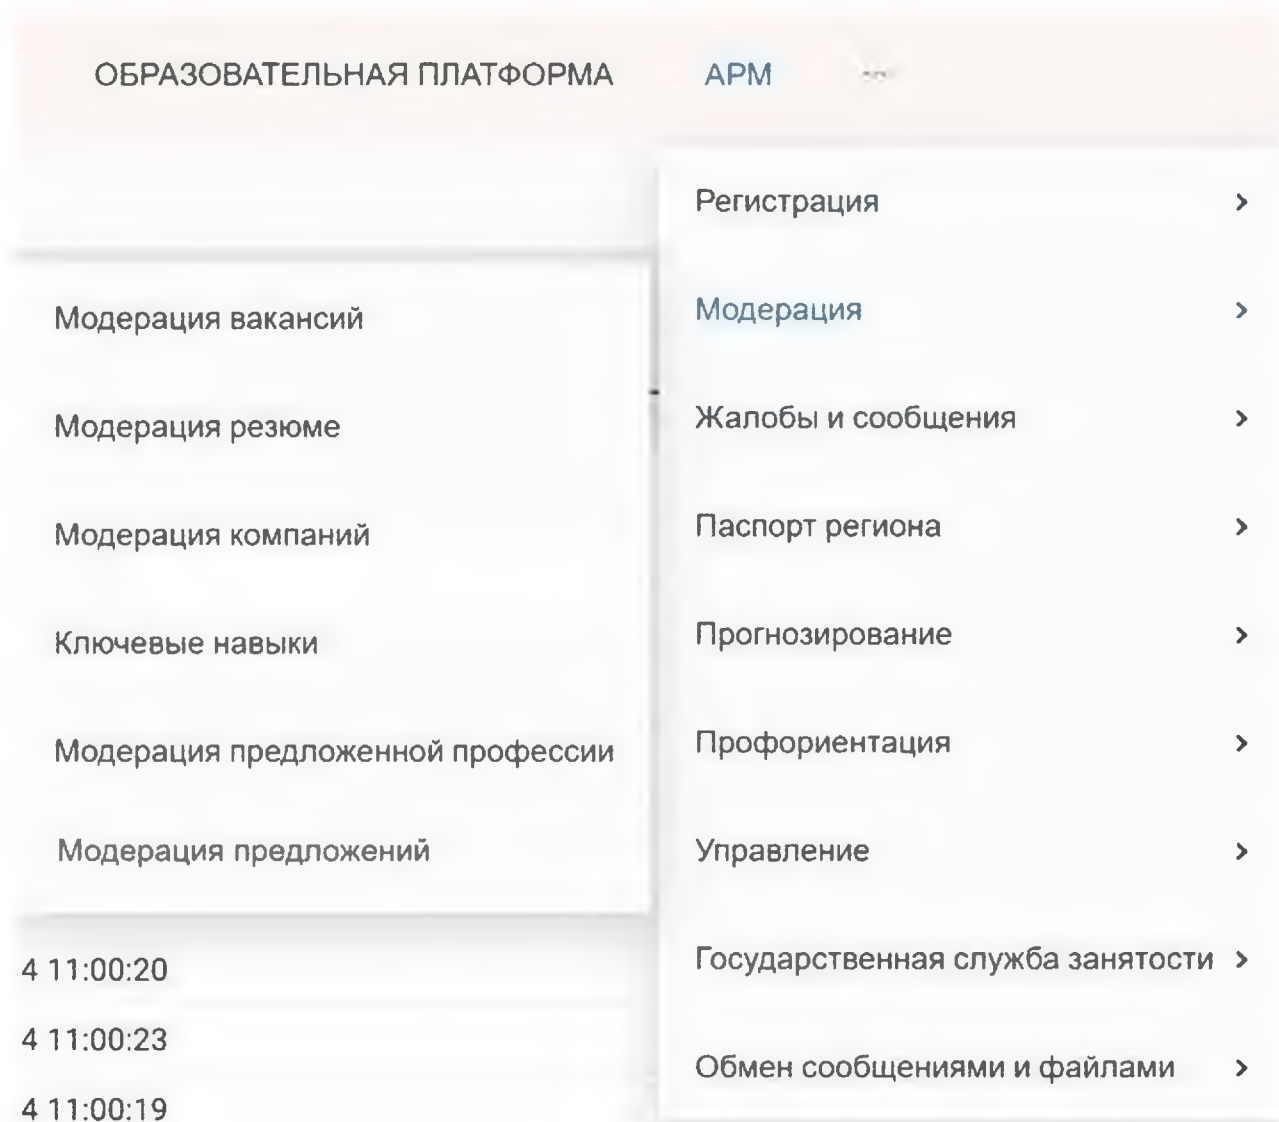 ОБРАЗОВАТЕЛЬНАЯ ПЛАТФОРМА АРМ ...
Регистрация
Модерация
Жалобы и сообщения
Паспорт региона
Прогнозирование
Профориентация
Управление
Государственная служба занятости
Обмен сообщениями и файлами
Модерация вакансий
Модерация резюме
Модерация компаний
Ключевые навыки
Модерация предложенной профессии
Модерация предложений
4 11:00:20
4 11:00:23
4 11:00:19